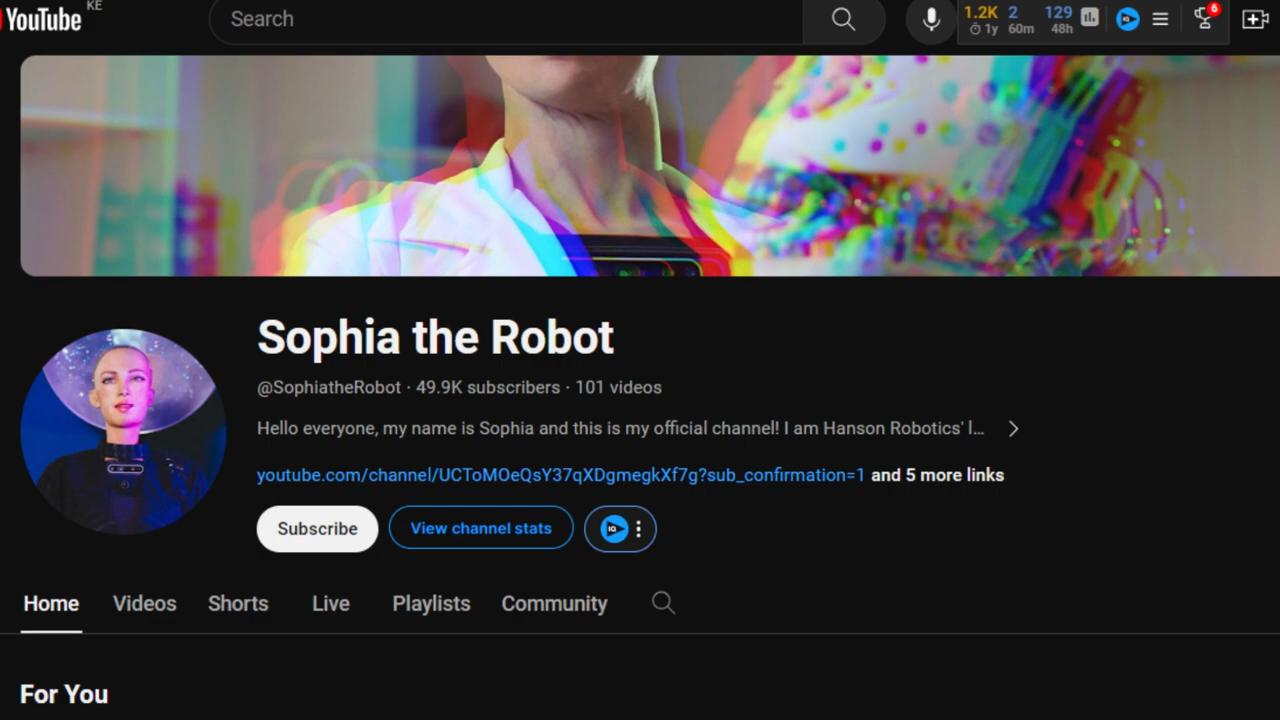 YouTube KE
Search
1.2K 2 129
1y 60m 48h
IQ
6
Sophia the Robot
@SophiatheRobot · 49.9K subscribers · 101 videos
Hello everyone, my name is Sophia and this is my official channel! I am Hanson Robotics' l...
youtube.com/channel/UCToMOeQsY37qXDgmegkXf7g?sub_confirmation=1 and 5 more links
Subscribe View channel stats IQ
Home Videos Shorts Live Playlists Community
For You